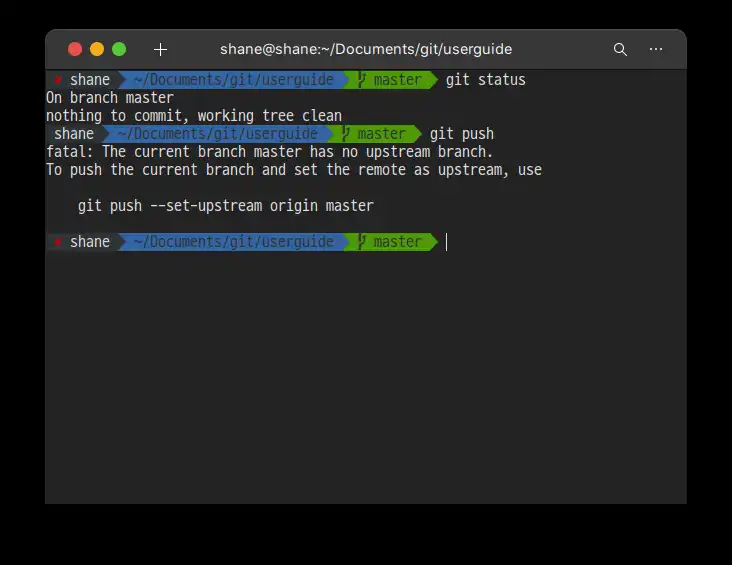 shane@shane:~/Documents/git/userguide
shane ~/Documents/git/userguide master git status
On branch master
nothing to commit, working tree clean
shane ~/Documents/git/userguide master git push
fatal: The current branch master has no upstream branch.
To push the current branch and set the remote as upstream, use
git push --set-upstream origin master
shane ~/Documents/git/userguide master